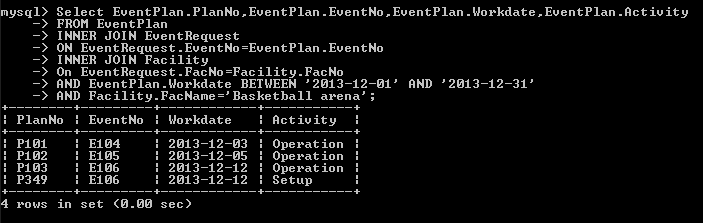 mysql> Select EventPlan.PlanNo,EventPlan.EventNo,EventPlan.Workdate,EventPlan.Activity
-> FROM EventPlan
-> INNER JOIN EventRequest
-> ON EventRequest.EventNo=EventPlan.EventNo
-> INNER JOIN Facility
-> On EventRequest.FacNo=Facility.FacNo
-> AND EventPlan.Workdate BETWEEN '2013-12-01' AND '2013-12-31'
-> AND Facility.FacName='Basketball arena';
+--------+---------+------------+-----------+
| PlanNo | EventNo | Workdate | Activity |
+--------+---------+------------+-----------+
| P101 | E104 | 2013-12-03 | Operation |
| P102 | E105 | 2013-12-05 | Operation |
| P103 | E106 | 2013-12-12 | Operation |
| P349 | E106 | 2013-12-12 | Setup |
+--------+---------+------------+-----------+
4 rows in set (0.00 sec)